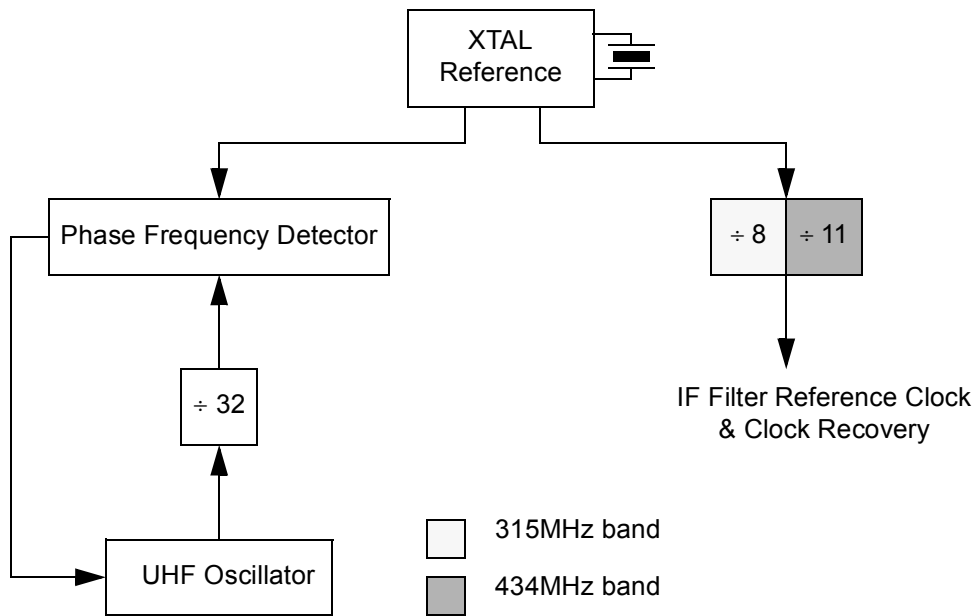 XTAL
Reference
Phase Frequency Detector
÷ 8
÷ 11
÷ 32
IF Filter Reference Clock
& Clock Recovery
315MHz band
UHF Oscillator
434MHz band